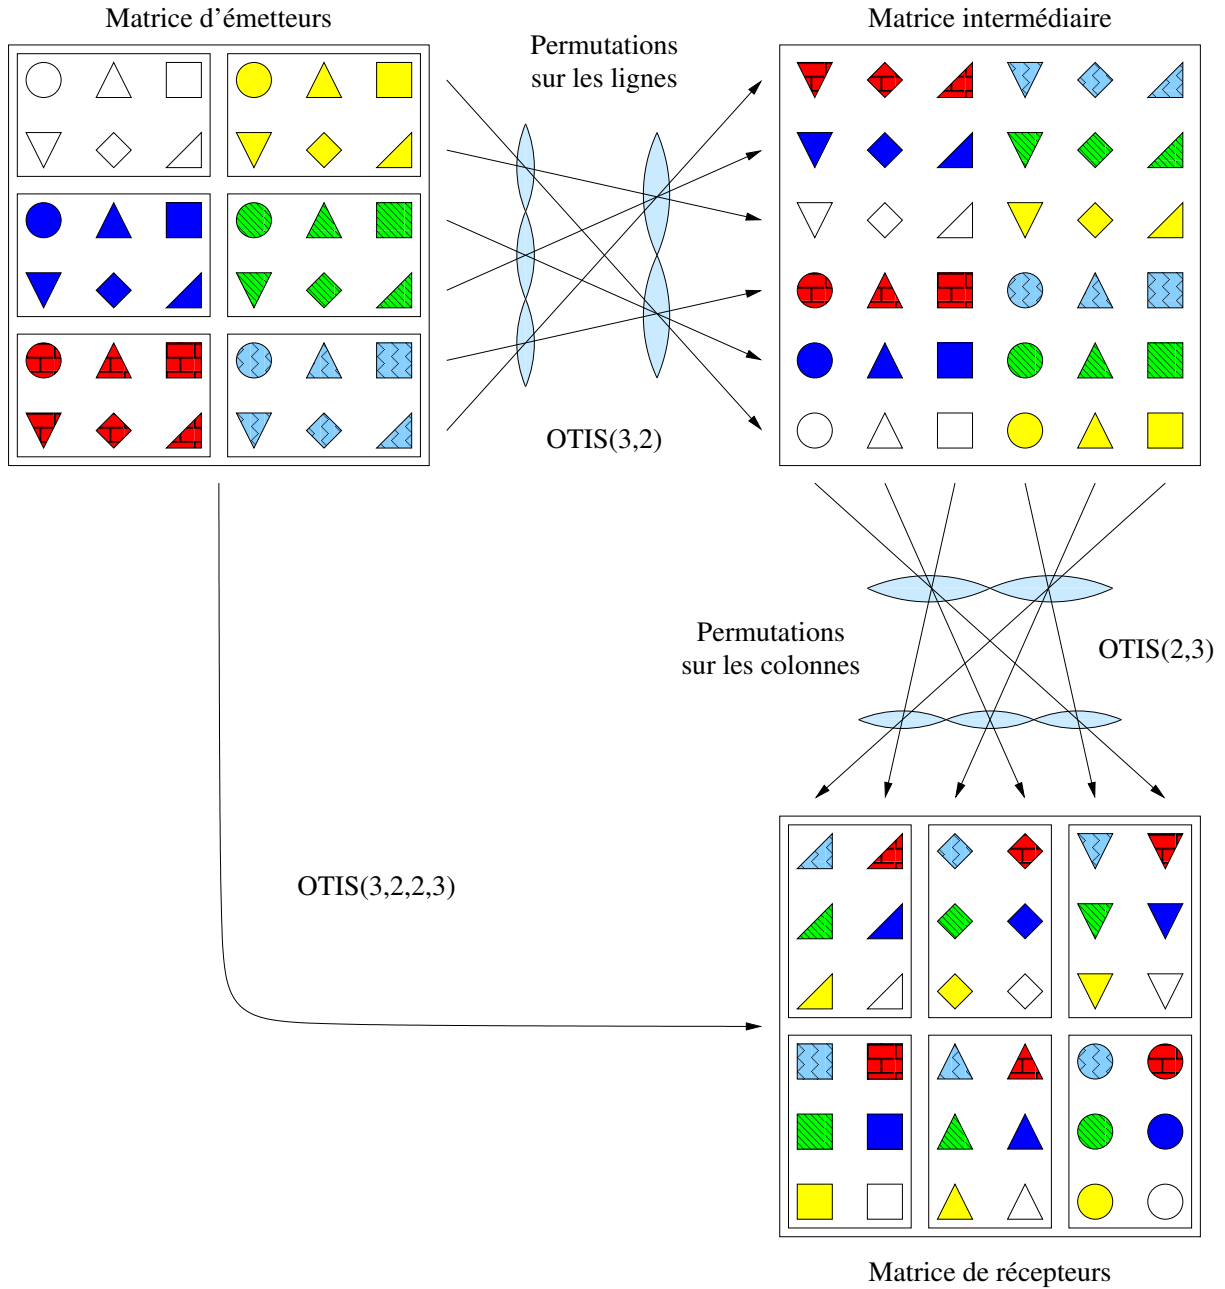 Matrice d'émetteurs
Matrice intermédiaire
Permutations
sur les lignes
OTIS(3,2)
Permutations
sur les colonnes
OTIS(2,3)
OTIS(3,2,2,3)
Matrice de récepteurs